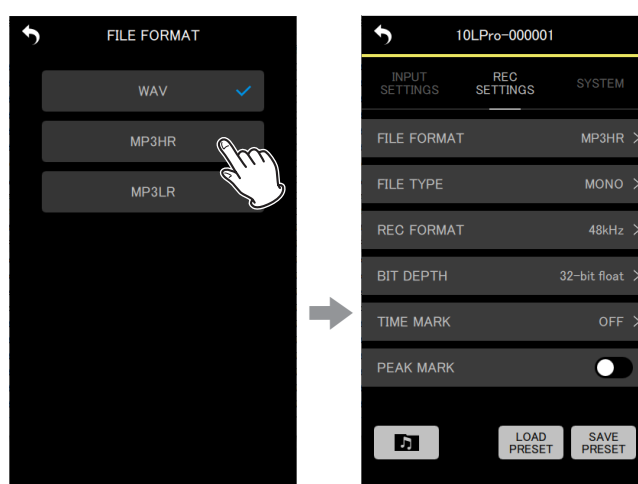 FILE FORMAT
WAV
MP3HR
MP3LR
10LPro-000001
INPUT
SETTINGS
REC
SETTINGS
SYSTEM
FILE FORMAT MP3HR
FILE TYPE MONO
REC FORMAT 48kHz
BIT DEPTH 32-bit float
TIME MARK OFF
PEAK MARK
LOAD
PRESET
SAVE
PRESET